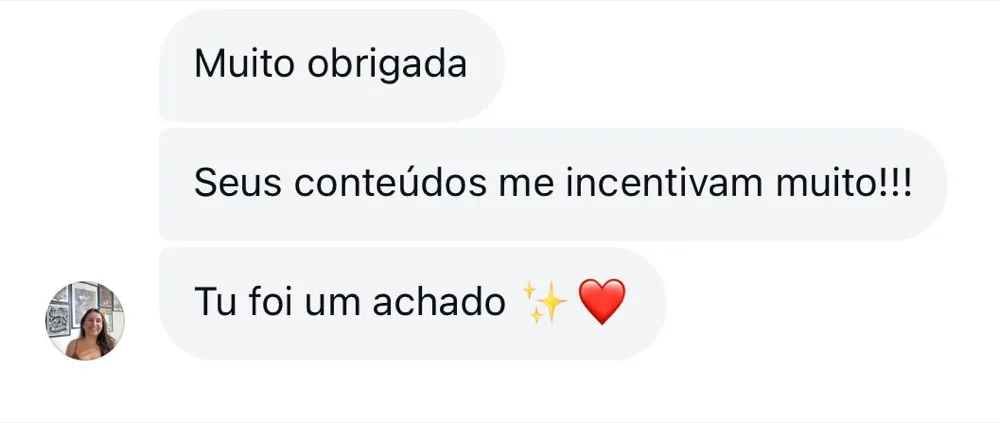 Muito obrigada
Seus conteúdos me incentivam muito!!!
Tu foi um achado ✨❤️